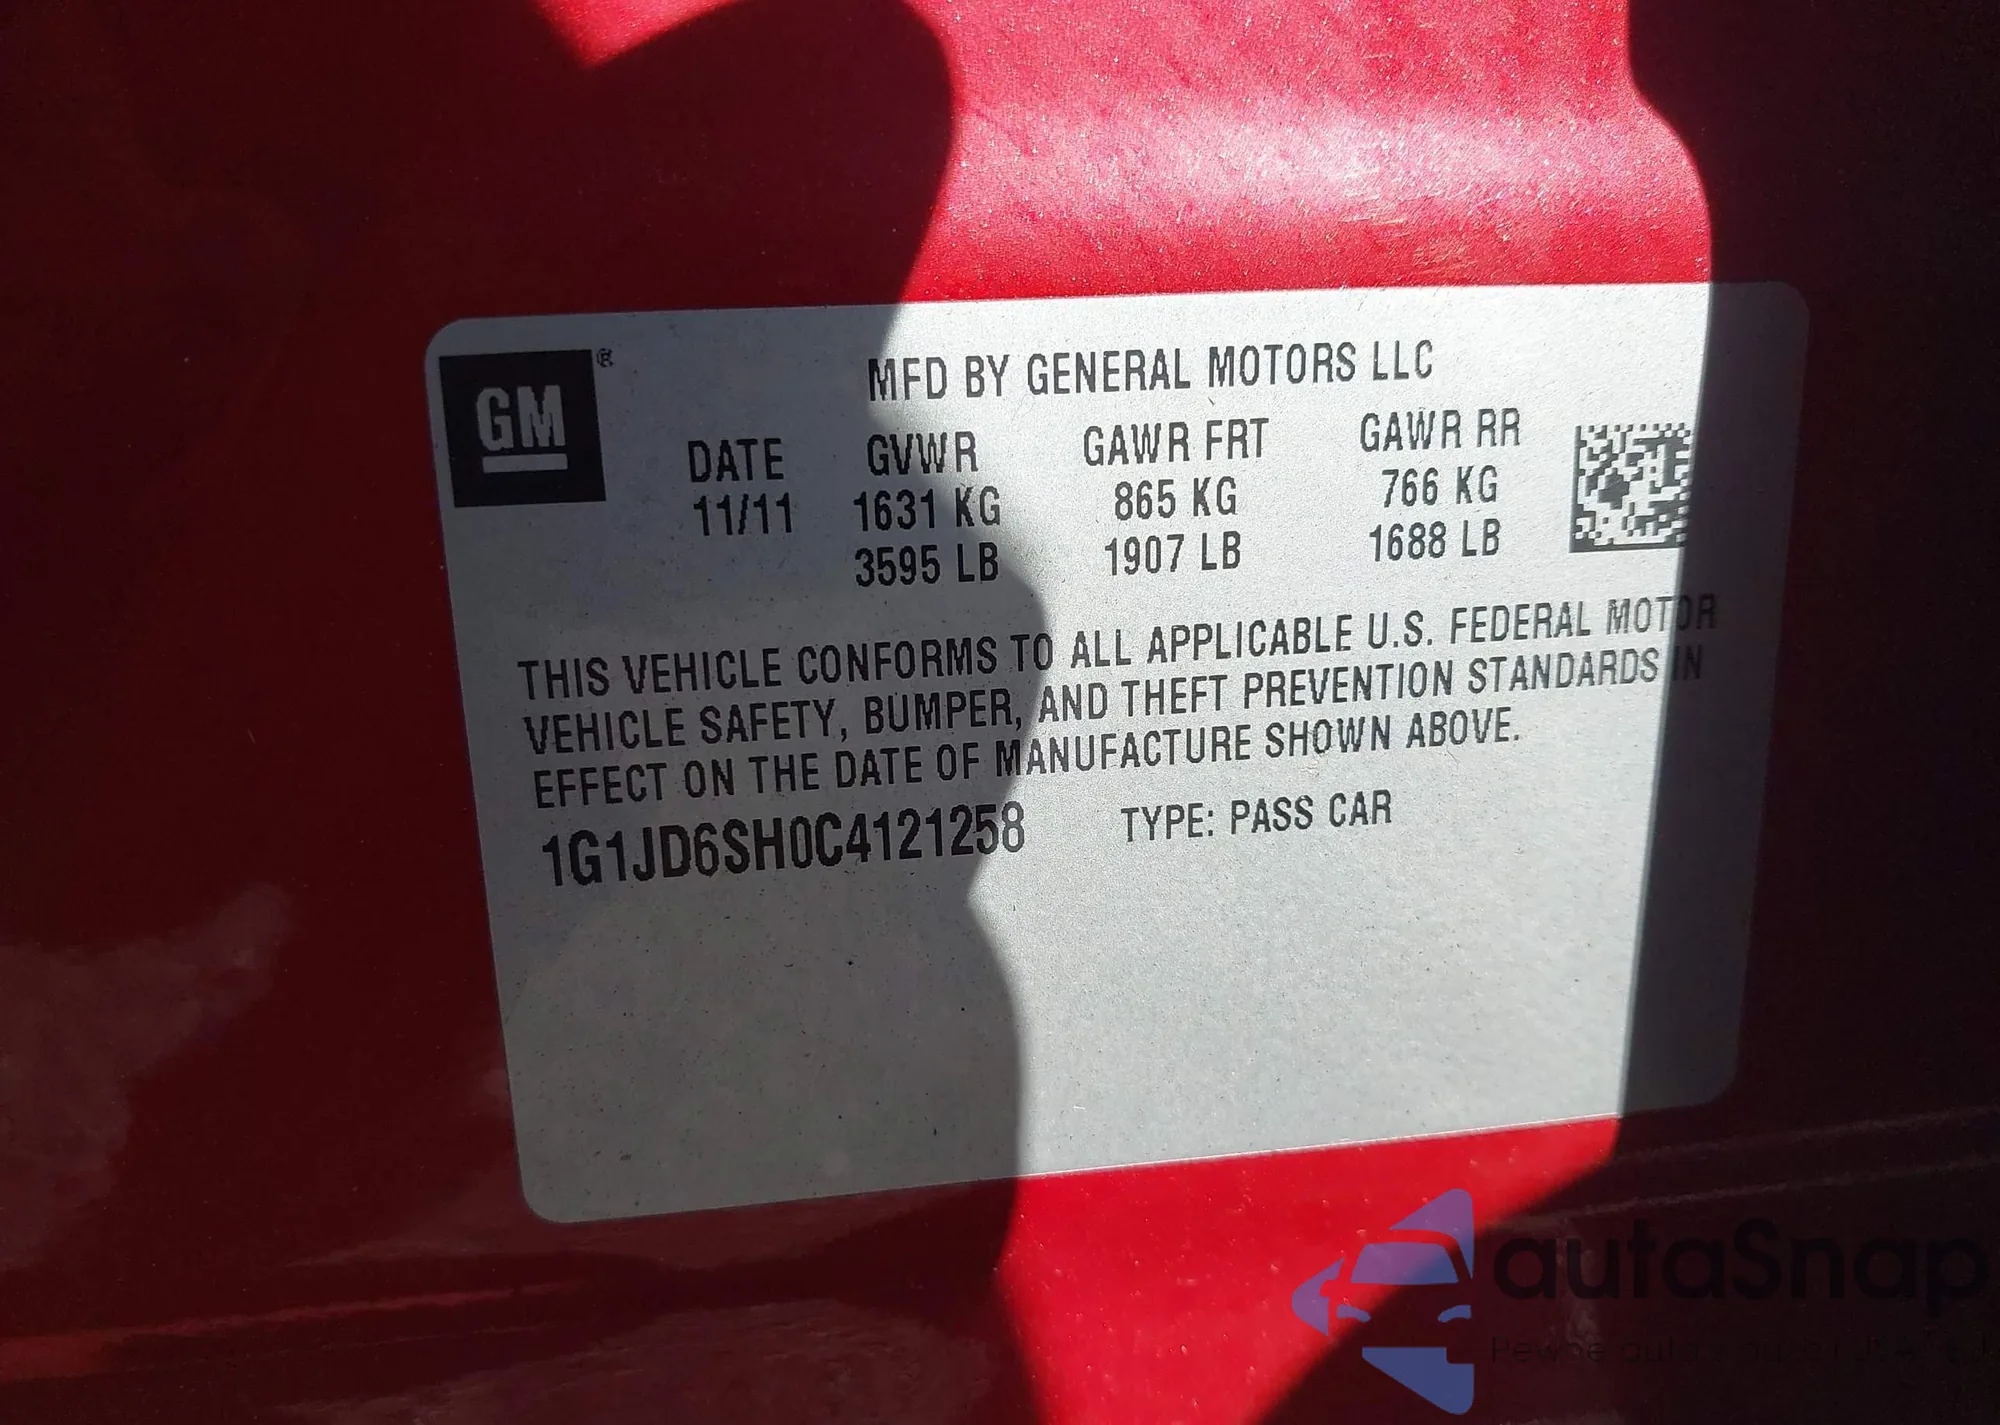 GM®
MFD BY GENERAL MOTORS LLC
DATE GVWR GAWR FRT GAWR RR
11/11 1631 KG 865 KG 766 KG
3595 LB 1907 LB 1688 LB
THIS VEHICLE CONFORMS TO ALL APPLICABLE U.S. FEDERAL MOTOR
VEHICLE SAFETY, BUMPER, AND THEFT PREVENTION STANDARDS IN
EFFECT ON THE DATE OF MANUFACTURE SHOWN ABOVE.
1G1JD6SH0C4121258 TYPE: PASS CAR
autaSnap